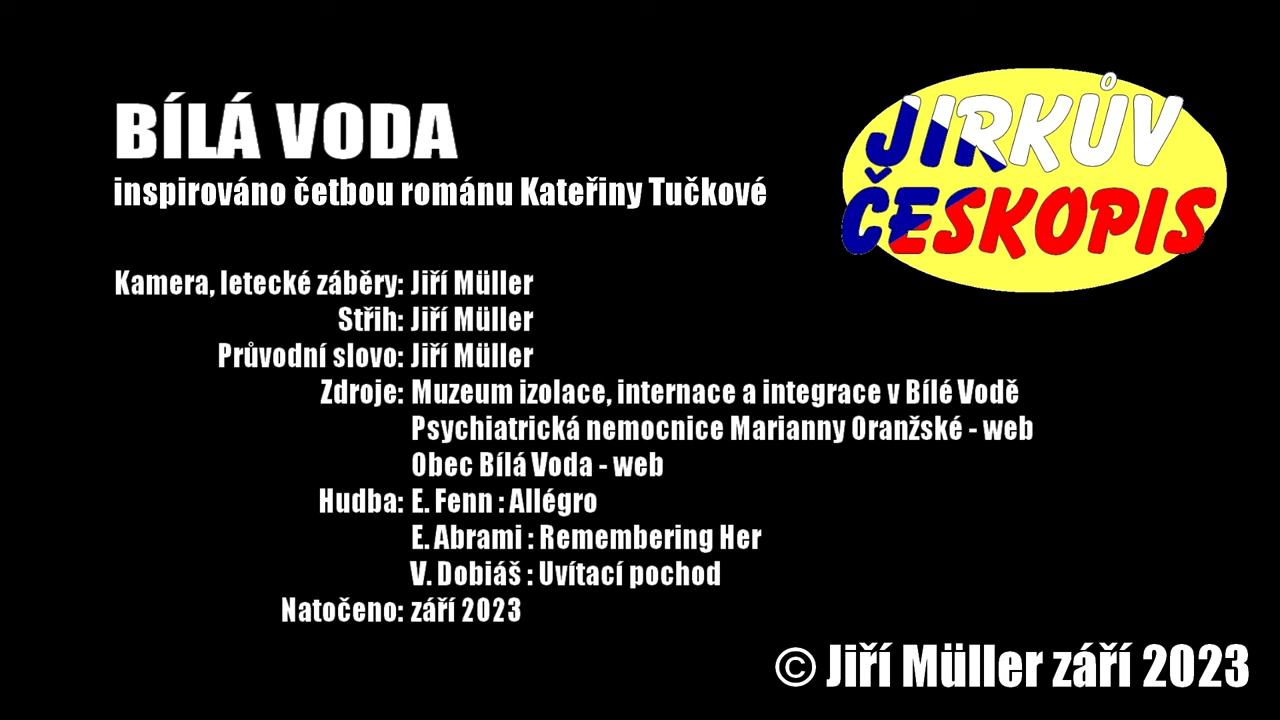 BÍLÁ VODA
inspirováno četbou románu Kateřiny Tučkové
JIRKŮV
ČESKOPIS
Kamera, letecké záběry: Jiří Müller
Střih: Jiří Müller
Průvodní slovo: Jiří Müller
Zdroje: Muzeum izolace, internace a integrace v Bílé Vodě
Psychiatrická nemocnice Marianny Oranžské - web
Obec Bílá Voda - web
Hudba: E. Fenn : Allégro
E. Abrami : Remembering Her
V. Dobiáš : Uvítací pochod
Natočeno: září 2023
© Jiří Müller září 2023